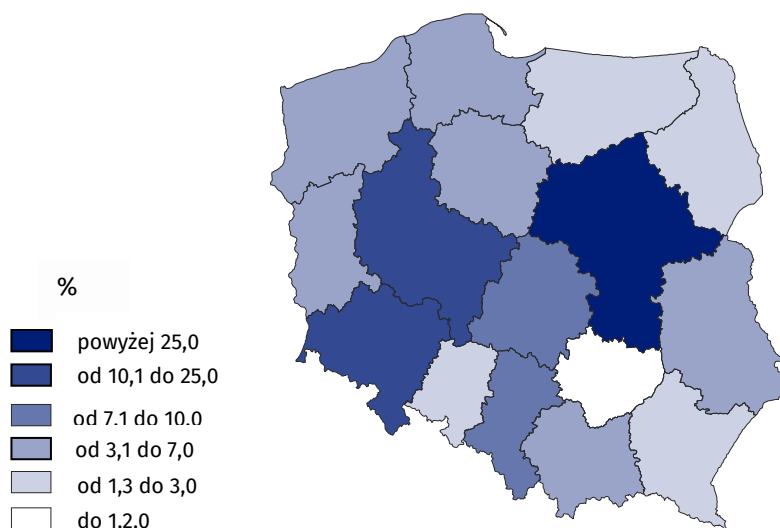 %
powyżej 25,0
od 10,1 do 25,0
od 7,1 do 10,0
od 3,1 do 7,0
od 1,3 do 3,0
do 1,2,0